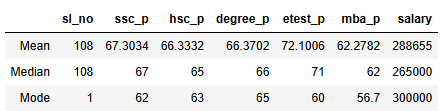 sl_no ssc_p hsc_p degree_p etest_p mba_p salary
Mean 108 67.3034 66.3332 66.3702 72.1006 62.2782 288655
Median 108 67 65 66 71 62 265000
Mode 1 62 63 65 60 56.7 300000